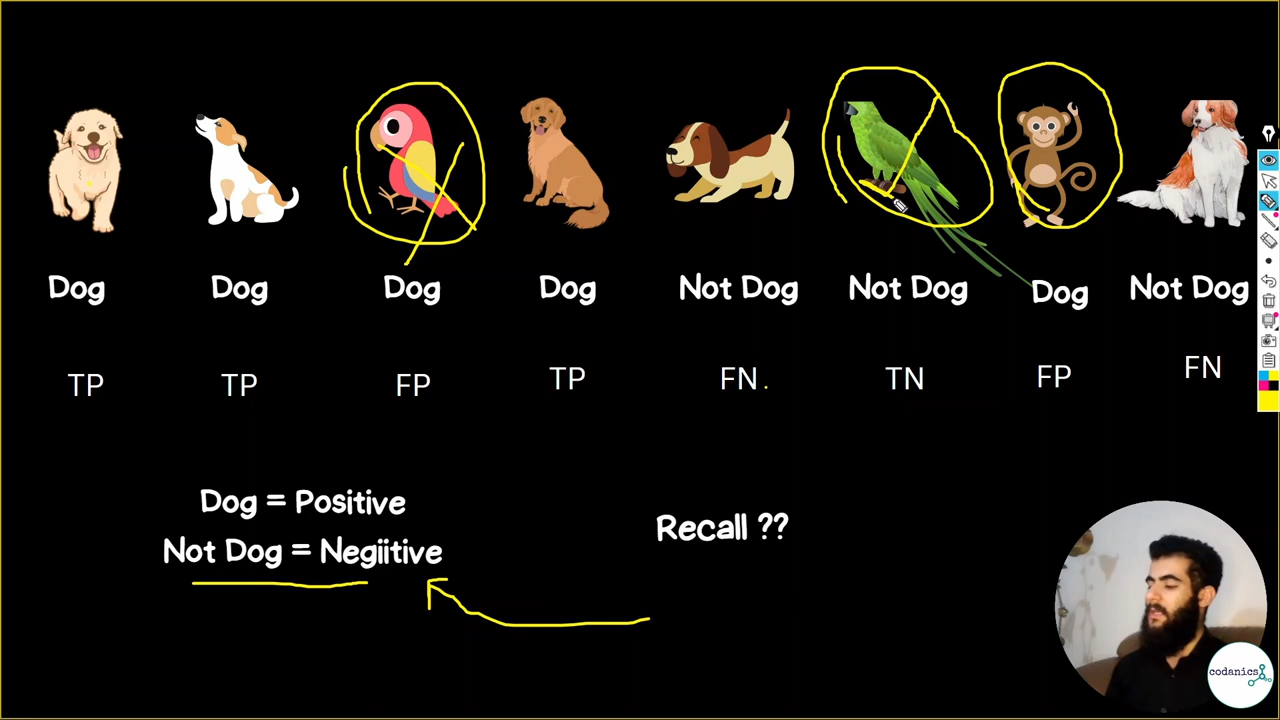 Dog Dog Dog Dog Not Dog Not Dog Dog Not Dog
TP TP FP TP FN TN FP FN
Dog = Positive
Not Dog = Negiitive
Recall ??
codanics